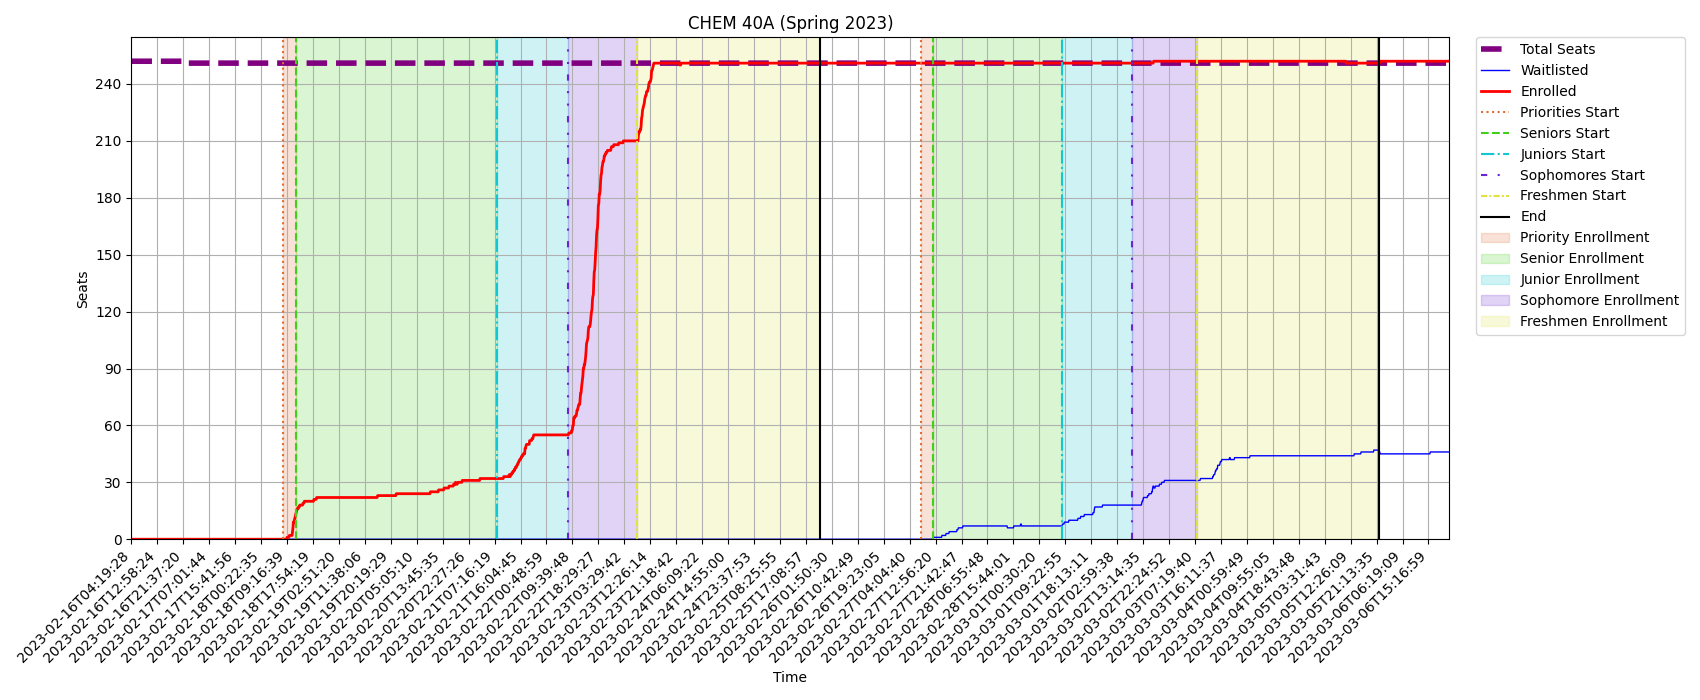 CHEM 40A (Spring 2023)
Seats
240
210
180
150
120
90
60
30
0
2023-02-16T04:19:28
2023-02-16T12:58:24
2023-02-16T21:37:20
2023-02-17T07:01:44
2023-02-17T15:41:56
2023-02-18T00:22:35
2023-02-18T09:16:39
2023-02-18T17:54:19
2023-02-19T02:51:20
2023-02-19T11:38:06
2023-02-19T20:19:29
2023-02-20T05:05:10
2023-02-20T13:45:35
2023-02-20T22:27:26
2023-02-21T07:16:19
2023-02-21T16:04:45
2023-02-22T00:48:59
2023-02-22T09:39:48
2023-02-22T18:29:27
2023-02-23T03:29:42
2023-02-23T12:26:14
2023-02-23T21:18:42
2023-02-24T06:09:22
2023-02-24T14:55:00
2023-02-24T23:37:53
2023-02-25T08:25:55
2023-02-25T17:08:57
2023-02-26T01:50:30
2023-02-26T10:42:49
2023-02-26T19:23:05
2023-02-27T04:04:40
2023-02-27T12:56:20
2023-02-27T21:42:47
2023-02-28T06:55:48
2023-02-28T15:44:01
2023-03-01T00:30:20
2023-03-01T09:22:55
2023-03-01T18:13:11
2023-03-02T02:59:38
2023-03-02T13:14:35
2023-03-02T22:24:52
2023-03-03T07:19:40
2023-03-03T16:11:37
2023-03-04T00:59:49
2023-03-04T09:55:05
2023-03-04T18:43:48
2023-03-05T03:31:43
2023-03-05T12:26:09
2023-03-05T21:13:35
2023-03-06T06:19:09
2023-03-06T15:16:59
Time
Total Seats
Waitlisted
Enrolled
Priorities Start
Seniors Start
Juniors Start
Sophomores Start
Freshmen Start
End
Priority Enrollment
Senior Enrollment
Junior Enrollment
Sophomore Enrollment
Freshmen Enrollment